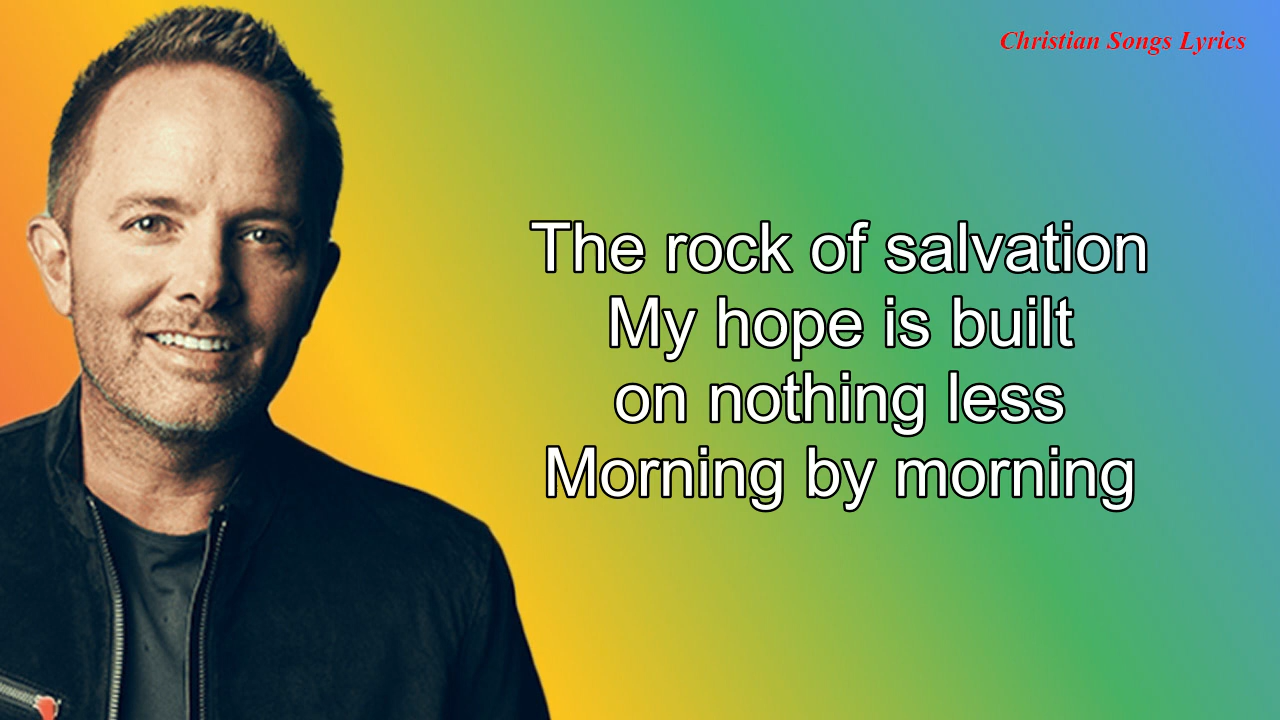 Christian Songs Lyrics
The rock of salvation
My hope is built
on nothing less
Morning by morning